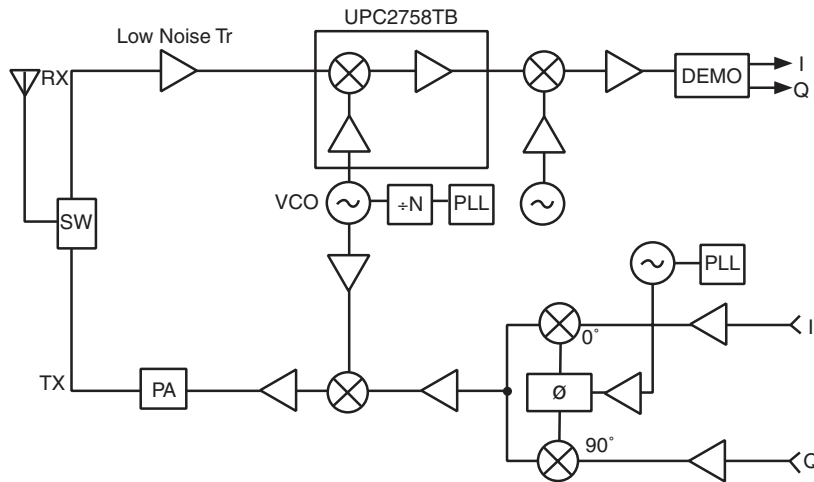 UPC2758TB
Low Noise Tr
RX
DEMO
I
Q
SW
VCO
÷N
PLL
PLL
0°
I
TX
PA
ø
90°
Q